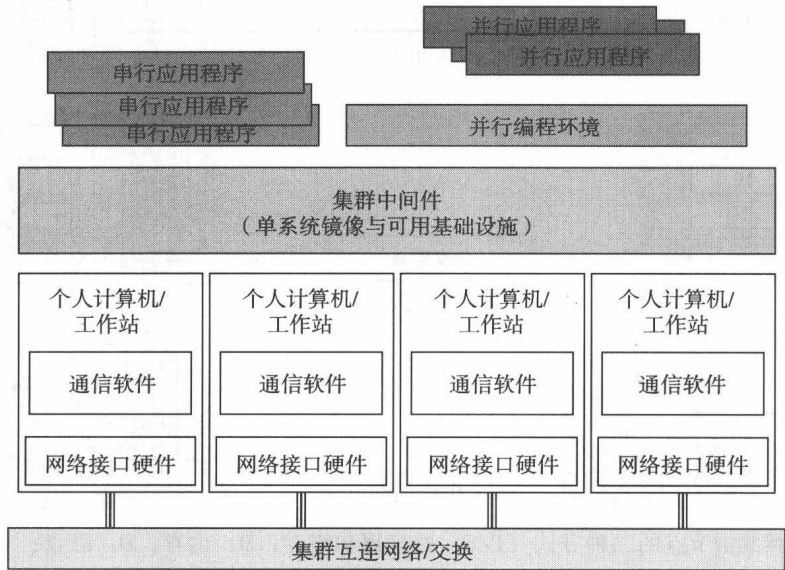 并行应用程序
并行应用程序
串行应用程序
串行应用程序
串行应用程序
并行编程环境
集群中间件
（单系统镜像与可用基础设施）
个人计算机/
工作站
通信软件
网络接口硬件
个人计算机/
工作站
通信软件
网络接口硬件
个人计算机/
工作站
通信软件
网络接口硬件
个人计算机/
工作站
通信软件
网络接口硬件
集群互连网络/交换